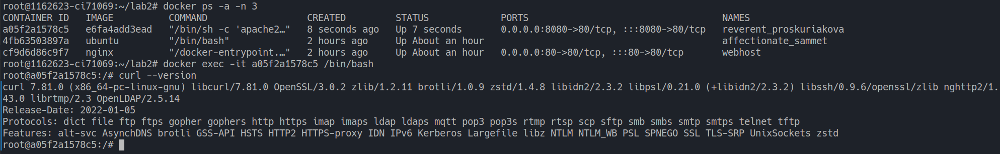 root@1162623-ci71069:~/lab2# docker ps -a -n 3
CONTAINER ID   IMAGE          COMMAND                  CREATED         STATUS             PORTS                                   NAMES
a05f2a1578c5   e6fa4add3ead   "/bin/sh -c 'apache2…"   8 seconds ago   Up 7 seconds       0.0.0.0:8080->80/tcp, :::8080->80/tcp   reverent_proskuriakova
4fb63503897a   ubuntu         "/bin/bash"              2 hours ago     Up About an hour                                           affectionate_sammet
cf9d6d86c9f7   nginx          "/docker-entrypoint.…"   2 hours ago     Up About an hour   0.0.0.0:80->80/tcp, :::80->80/tcp       webhost
root@1162623-ci71069:~/lab2# docker exec -it a05f2a1578c5 /bin/bash
root@a05f2a1578c5:/# curl --version
curl 7.81.0 (x86_64-pc-linux-gnu) libcurl/7.81.0 OpenSSL/3.0.2 zlib/1.2.11 brotli/1.0.9 zstd/1.4.8 libidn2/2.3.2 libpsl/0.21.0 (+libidn2/2.3.2) libssh/0.9.6/openssl/zlib nghttp2/1.
43.0 librtmp/2.3 OpenLDAP/2.5.14
Release-Date: 2022-01-05
Protocols: dict file ftp ftps gopher gophers http https imap imaps ldap ldaps mqtt pop3 pop3s rtmp rtsp scp sftp smb smbs smtp smtps telnet tftp
Features: alt-svc AsynchDNS brotli GSS-API HSTS HTTP2 HTTPS-proxy IDN IPv6 Kerberos Largefile libz NTLM NTLM_WB PSL SPNEGO SSL TLS-SRP UnixSockets zstd
root@a05f2a1578c5:/#